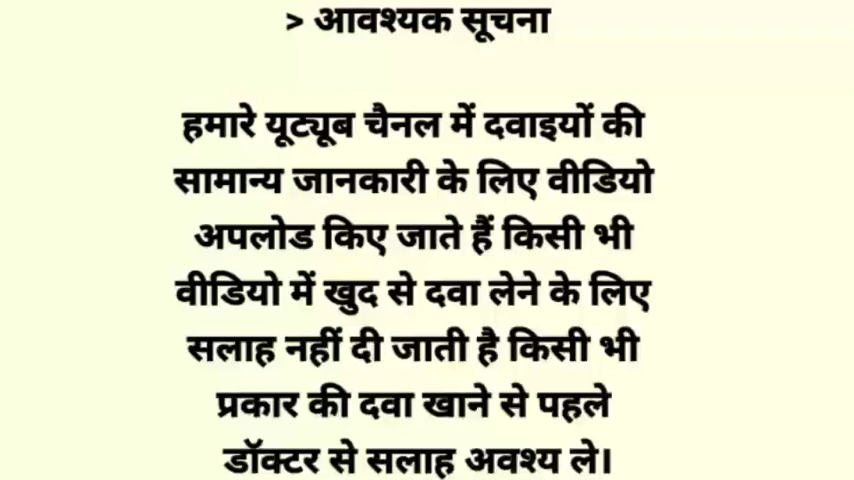 > आवश्यक सूचना
हमारे यूट्यूब चैनल में दवाइयों की
सामान्य जानकारी के लिए वीडियो
अपलोड किए जाते हैं किसी भी
वीडियो में खुद से दवा लेने के लिए
सलाह नहीं दी जाती है किसी भी
प्रकार की दवा खाने से पहले
डॉक्टर से सलाह अवश्य ले।